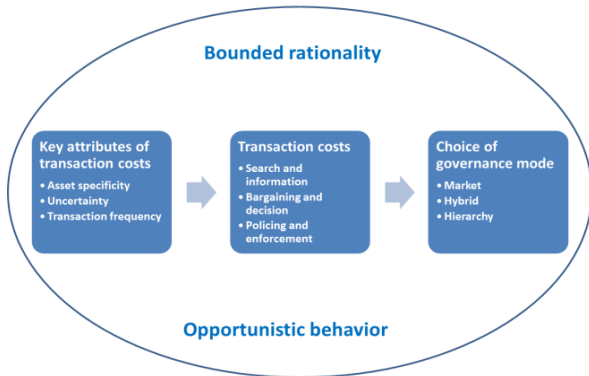 Bounded rationality
Key attributes of
transaction costs
• Asset specificity
• Uncertainty
• Transaction frequency
Transaction costs
• Search and
information
• Bargaining and
decision
• Policing and
enforcement
Choice of
governance mode
• Market
• Hybrid
• Hierarchy
Opportunistic behavior